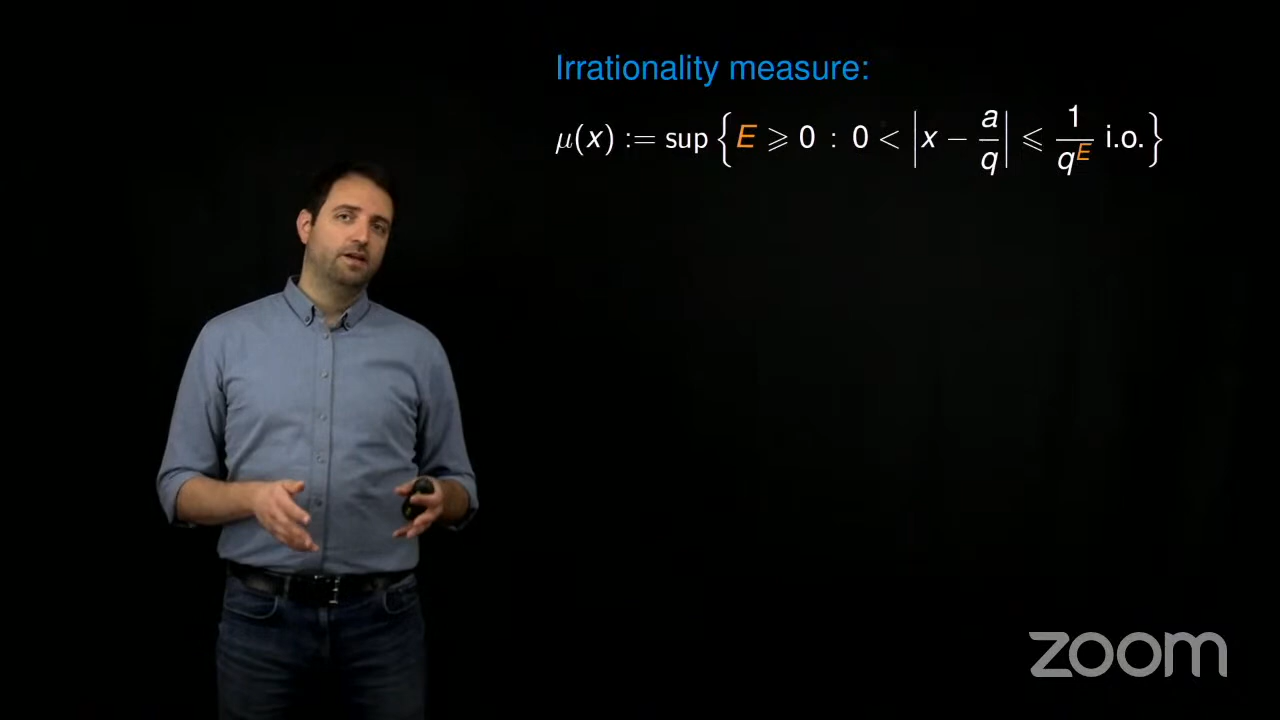 Irrationality measure:
μ(x) := sup { E ⩾ 0 : 0 < | x − a/q | ⩽ 1/q^E i.o. }
zoom